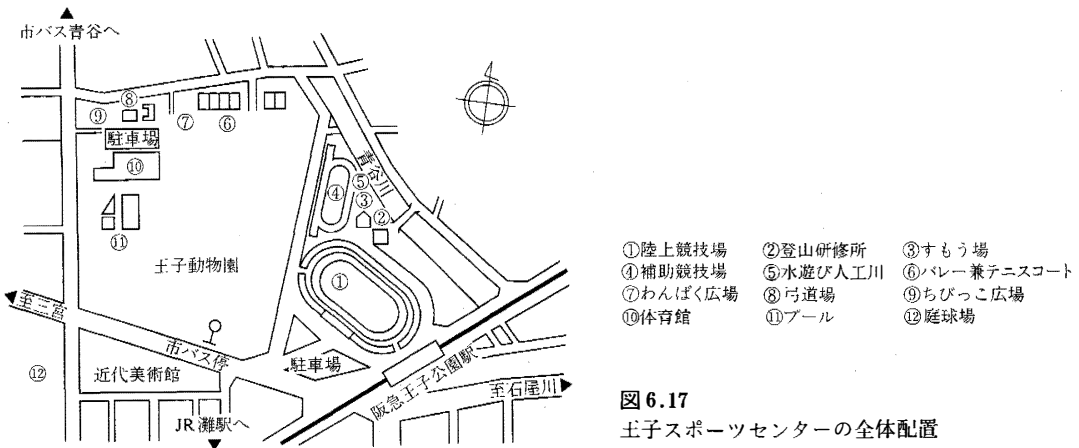 市バス青谷へ
⑧
⑨
⑦
⑥
駐車場
⑩
⑪
青谷川
④
⑤
③
②
①
王子動物園
至三宮
市バス停
⑫
近代美術館
駐車場
阪急王子公園駅
至石屋川
JR灘駅へ
①陸上競技場 ②登山研修所 ③すもう場
④補助競技場 ⑤水遊び人工川 ⑥バレー兼テニスコート
⑦わんぱく広場 ⑧弓道場 ⑨ちびっこ広場
⑩体育館 ⑪プール ⑫庭球場
図6.17
王子スポーツセンターの全体配置